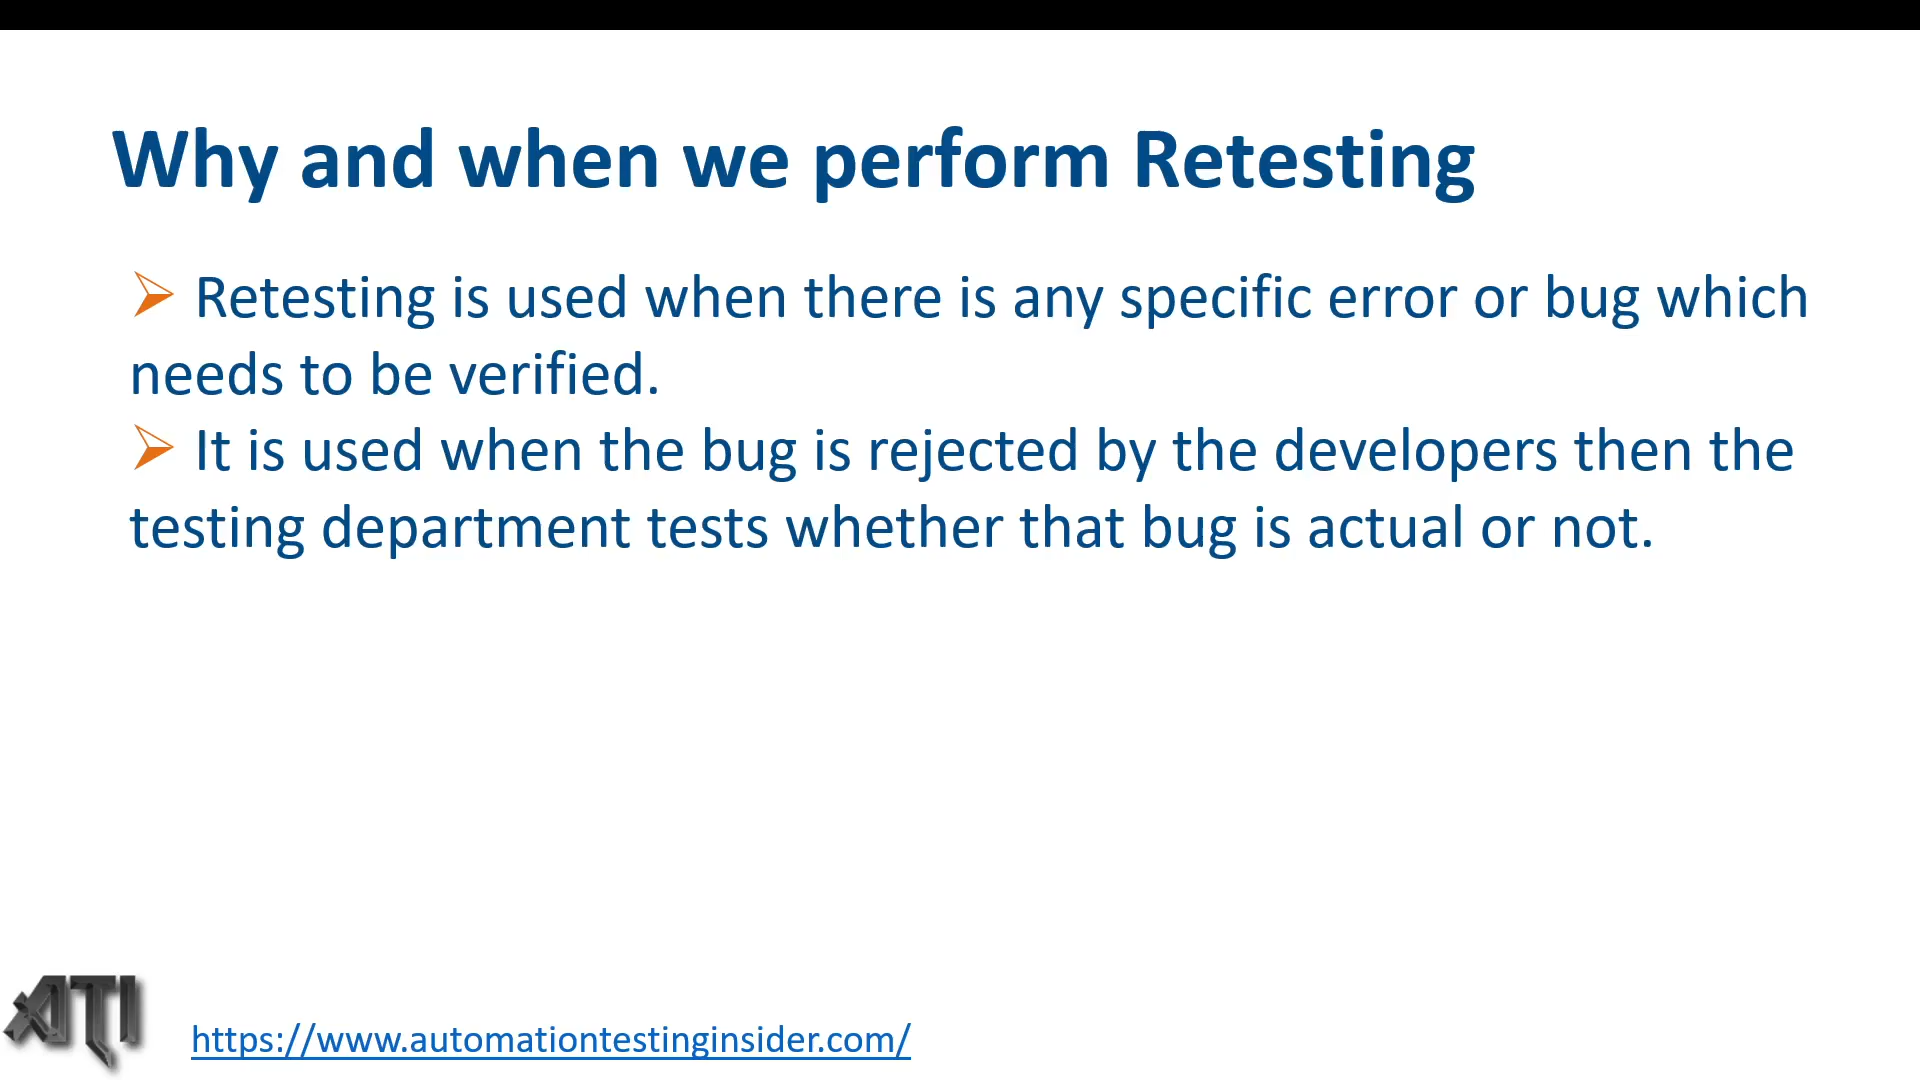 Why and when we perform Retesting
Retesting is used when there is any specific error or bug which
needs to be verified.
It is used when the bug is rejected by the developers then the
testing department tests whether that bug is actual or not.
ATI
https://www.automationtestinginsider.com/